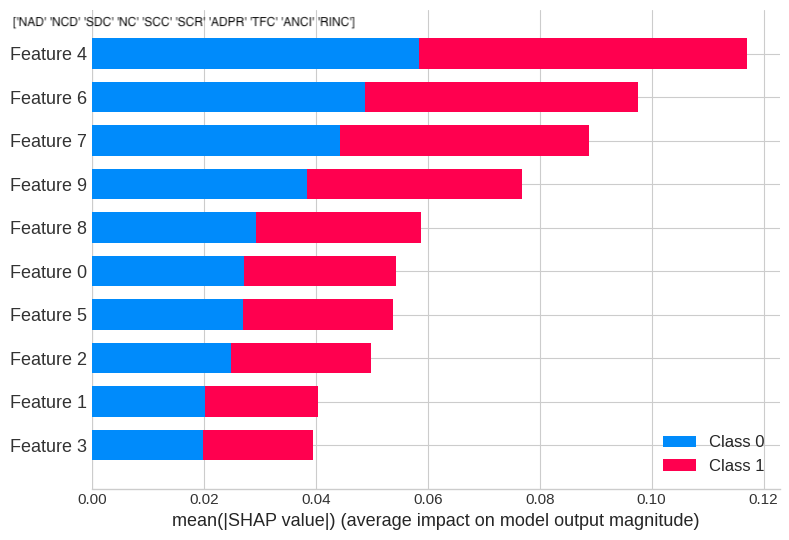 ['NAD' 'NCD' 'SDC' 'NC' 'SCC' 'SCR' 'ADPR' 'TFC' 'ANCI' 'RINC']
Feature 4
Feature 6
Feature 7
Feature 9
Feature 8
Feature 0
Feature 5
Feature 2
Feature 1
Feature 3
Class 0
Class 1
0.00 0.02 0.04 0.06 0.08 0.10 0.12
mean(|SHAP value|) (average impact on model output magnitude)